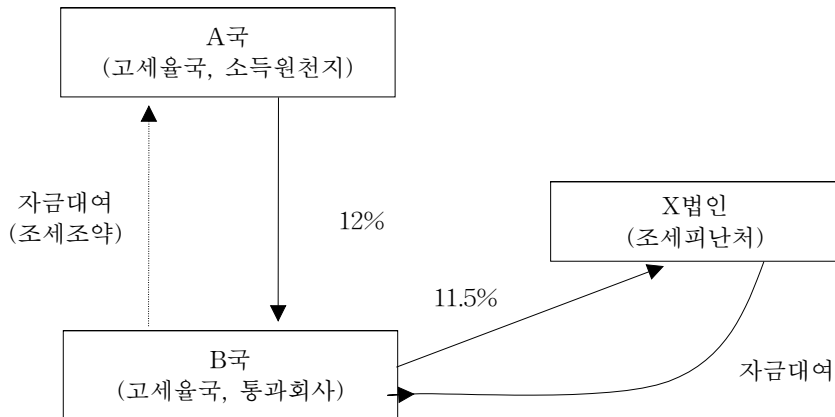 A국
(고세율국, 소득원천지)
자금대여
(조세조약)
12%
X법인
(조세피난처)
11.5%
B국
(고세율국, 통과회사)
자금대여